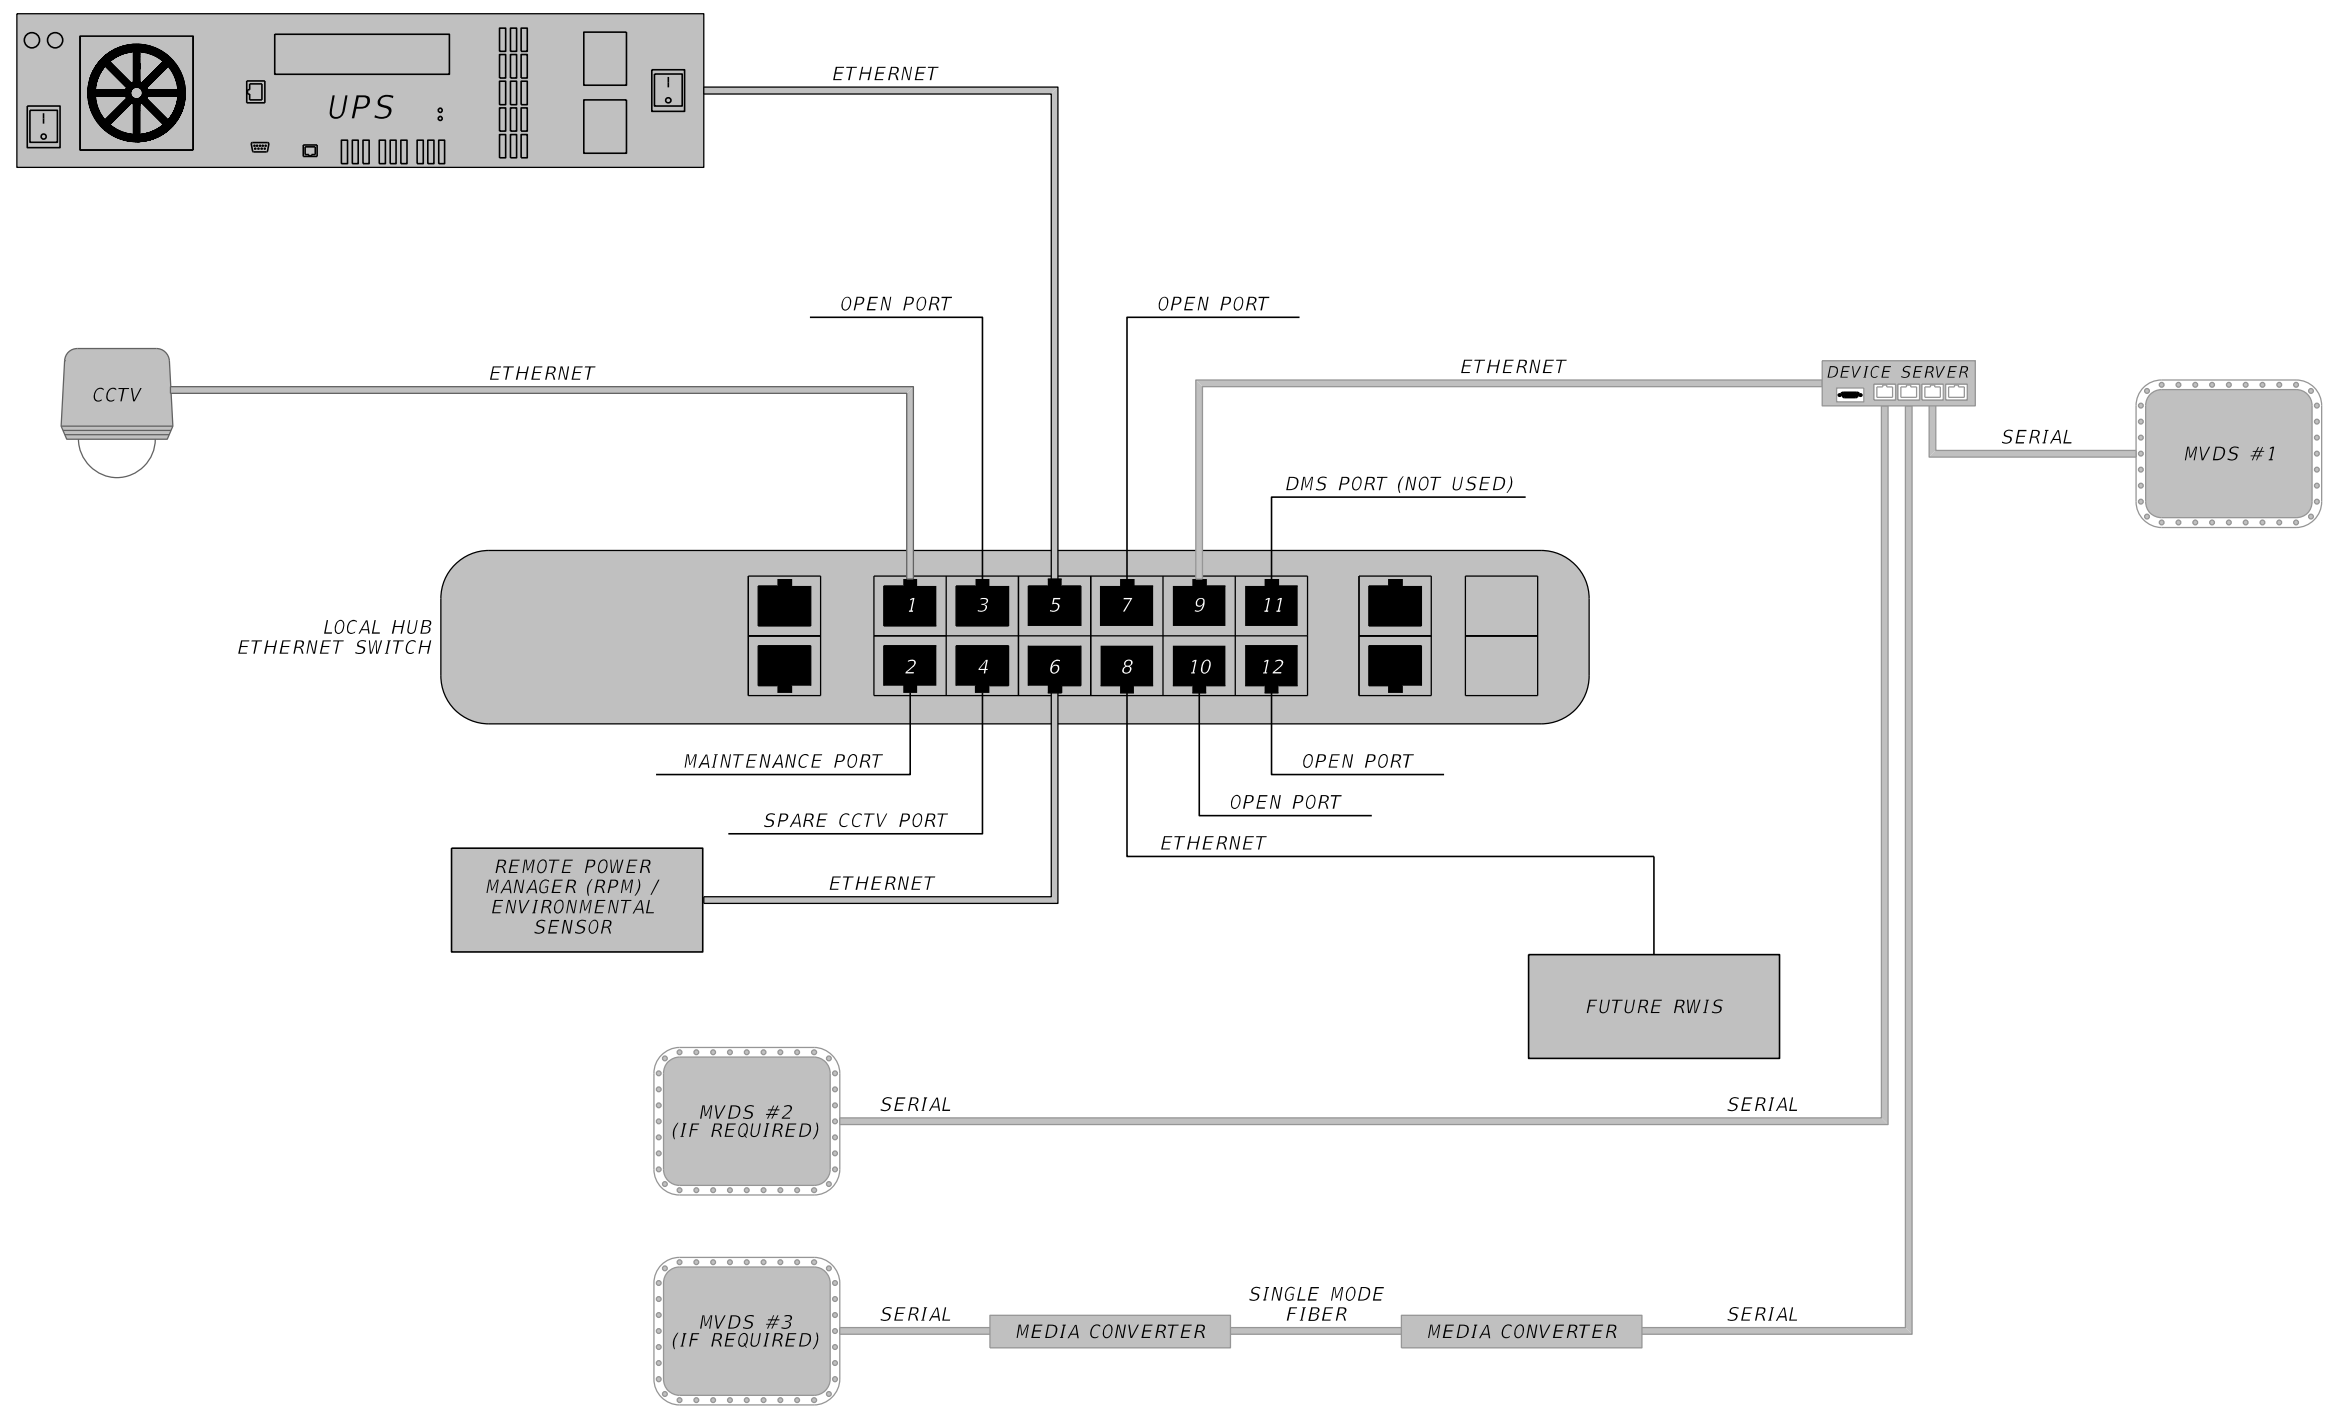 ETHERNET
UPS
OPEN PORT
OPEN PORT
ETHERNET
ETHERNET
DEVICE SERVER
CCTV
SERIAL
MVDS #1
DMS PORT (NOT USED)
LOCAL HUB
ETHERNET SWITCH
1 3 5 7 9 11
2 4 6 8 10 12
MAINTENANCE PORT
OPEN PORT
OPEN PORT
SPARE CCTV PORT
ETHERNET
REMOTE POWER
MANAGER (RPM) /
ENVIRONMENTAL
SENSOR
ETHERNET
FUTURE RWIS
MVDS #2
(IF REQUIRED)
SERIAL
SERIAL
MVDS #3
(IF REQUIRED)
SERIAL
MEDIA CONVERTER
SINGLE MODE
FIBER
MEDIA CONVERTER
SERIAL